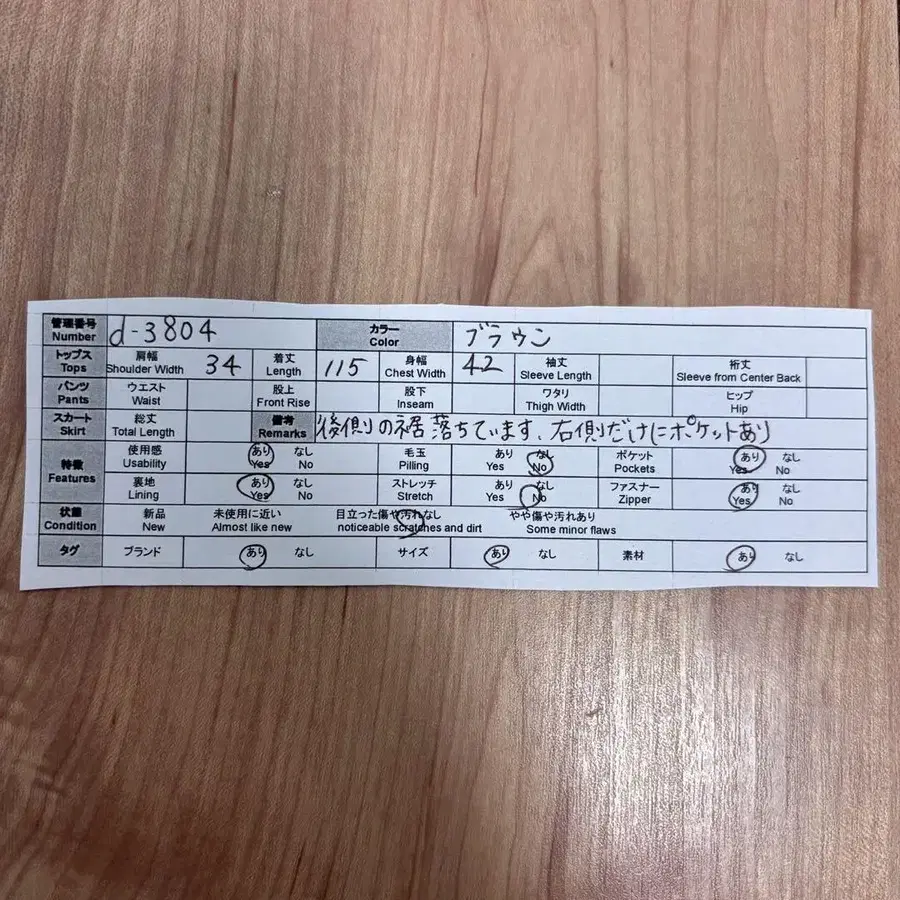 管理番号 d-3804 カラー ブラウン
Number Color
トップス 肩幅 34 着丈 115 身幅 42 袖丈 裄丈
Tops Shoulder Width Length Chest Width Sleeve Length Sleeve from Center Back
パンツ ウエスト 股上 股下 ワタリ ヒップ
Pants Waist Front Rise Inseam Thigh Width Hip
スカート 総丈 備考 後側の裾落ちています、右側だけにポケットあり
Skirt Total Length Remarks
特徴 使用感 あり なし 毛玉 あり なし ポケット あり なし
Features Usability Yes No Pilling Yes No Pockets Yes No
裏地 あり なし ストレッチ あり なし ファスナー あり なし
Lining Yes No Stretch Yes No Zipper Yes No
状態 新品 未使用に近い 目立った傷や汚れなし やや傷や汚れあり
Condition New Almost like new noticeable scratches and dirt Some minor flaws
タグ ブランド あり なし サイズ あり なし 素材 あり なし